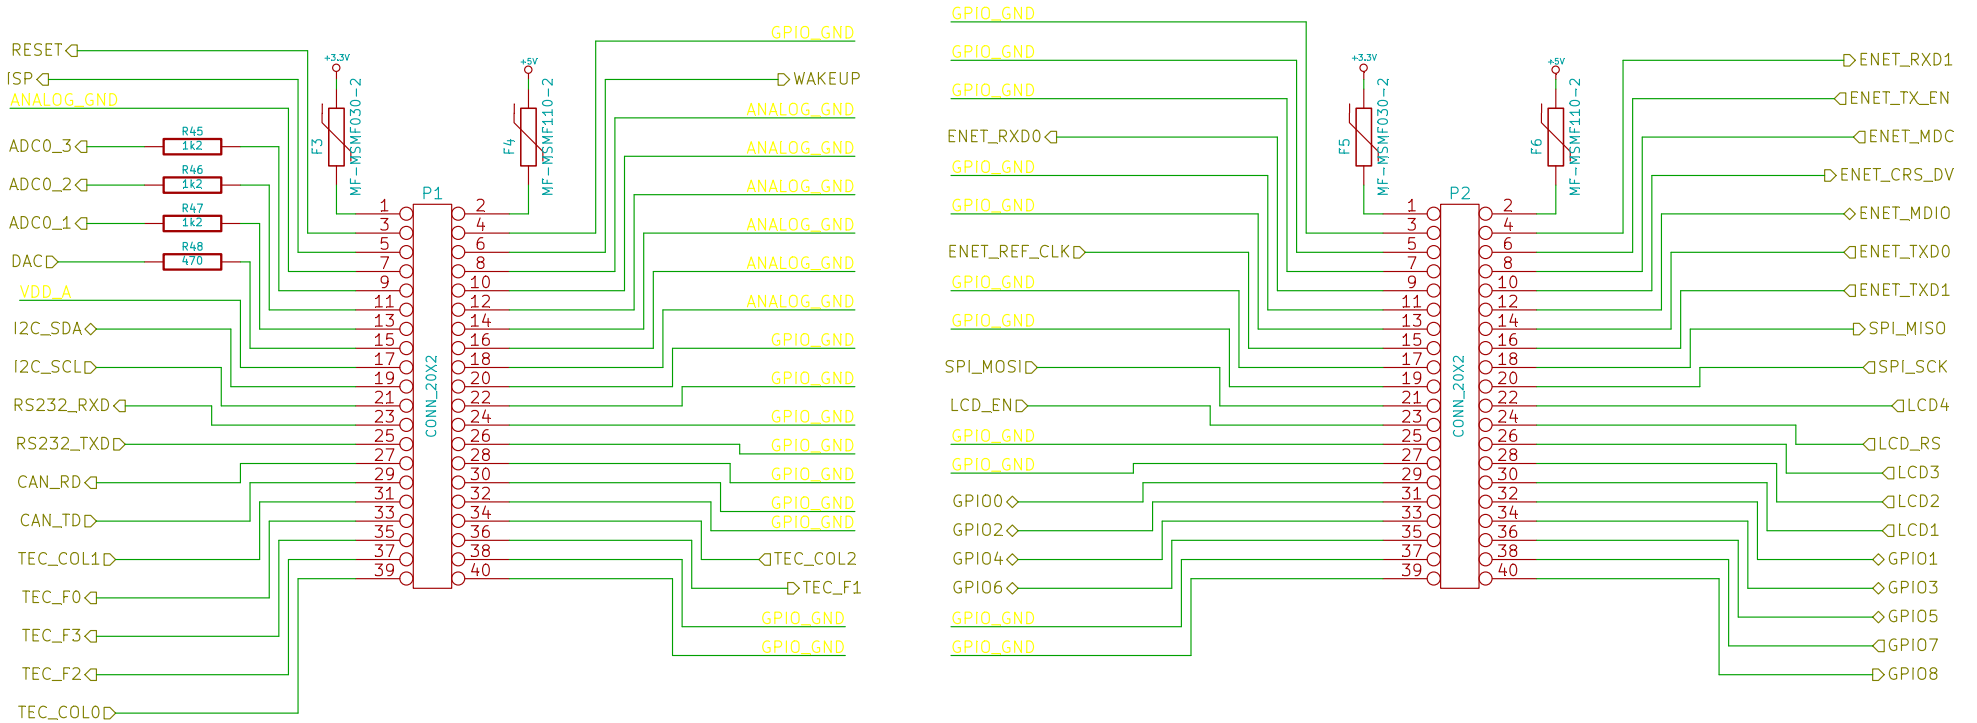 RESET
ISP
ANALOG_GND
ADC0_3
R45
1k2
ADC0_2
R46
1k2
ADC0_1
R47
1k2
DAC
R48
470
VDD_A
I2C_SDA
I2C_SCL
RS232_RXD
RS232_TXD
CAN_RD
CAN_TD
TEC_COL1
TEC_F0
TEC_F3
TEC_F2
TEC_COL0
+3.3V
F3
MF-MSMF030-2
+5V
F4
MF-MSMF110-2
P1
CONN_20X2
1 2
3 4
5 6
7 8
9 10
11 12
13 14
15 16
17 18
19 20
21 22
23 24
25 26
27 28
29 30
31 32
33 34
35 36
37 38
39 40
GPIO_GND
WAKEUP
ANALOG_GND
ANALOG_GND
ANALOG_GND
ANALOG_GND
ANALOG_GND
ANALOG_GND
GPIO_GND
GPIO_GND
GPIO_GND
GPIO_GND
GPIO_GND
GPIO_GND
GPIO_GND
TEC_COL2
TEC_F1
GPIO_GND
GPIO_GND
GPIO_GND
GPIO_GND
GPIO_GND
ENET_RXD0
GPIO_GND
GPIO_GND
ENET_REF_CLK
GPIO_GND
GPIO_GND
SPI_MOSI
LCD_EN
GPIO_GND
GPIO_GND
GPIO0
GPIO2
GPIO4
GPIO6
GPIO_GND
GPIO_GND
+3.3V
F5
MF-MSMF030-2
+5V
F6
MF-MSMF110-2
P2
CONN_20X2
1 2
3 4
5 6
7 8
9 10
11 12
13 14
15 16
17 18
19 20
21 22
23 24
25 26
27 28
29 30
31 32
33 34
35 36
37 38
39 40
ENET_RXD1
ENET_TX_EN
ENET_MDC
ENET_CRS_DV
ENET_MDIO
ENET_TXD0
ENET_TXD1
SPI_MISO
SPI_SCK
LCD4
LCD_RS
LCD3
LCD2
LCD1
GPIO1
GPIO3
GPIO5
GPIO7
GPIO8